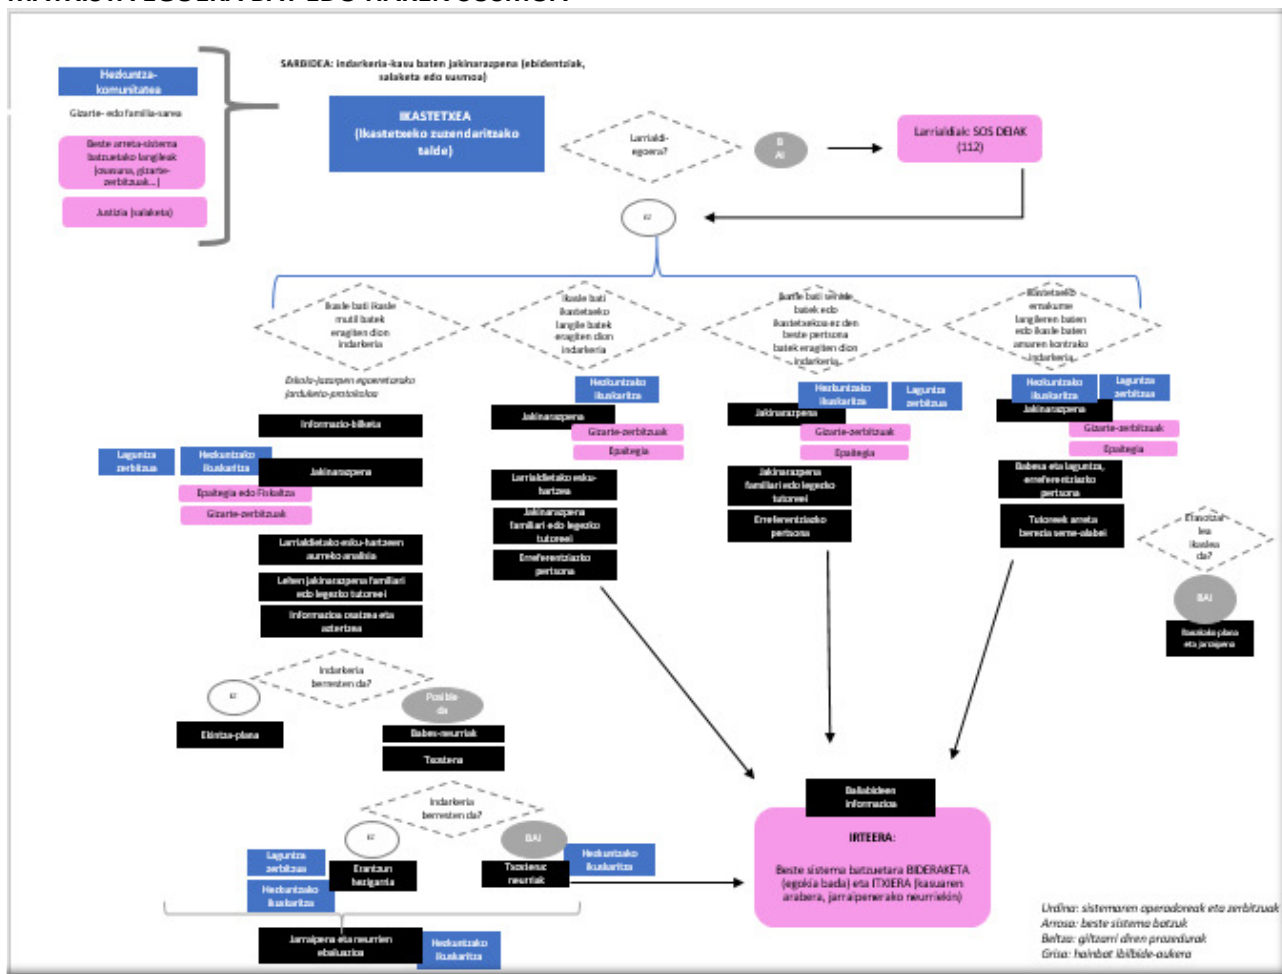 Hezkuntza-
komunitatea
Gizarte- edo familia-sarea
Beste arreta-sistema
batzuetako langileak
(osasuna, gizarte-
zerbitzuak...)
Justizia (salaketa)
SARBIDEA: indarkeria-kasu baten jakinarazpena (ebidentziak,
salaketa edo susmoa)
IKASTETXEA
(Ikastetxeko zuzendaritzako
talde)
Larrialdi-
egoera?
B
AI
Larrialdiak: SOS DEIAK
(112)
EZ
Ikasle bati ikasle
mutil batek
eragiten dion
indarkeria
Ikasle bati
ikastetxeko
langile batek
eragiten dion
indarkeria
Ikasle bati senide
batek edo
ikastetxekoa ez den
beste pertsona
batek eragiten dion
indarkeria
Ikastetxeko
emakume
langileren baten
edo ikasle baten
amaren kontrako
indarkeria
Eskola-jazarpen egoeretarako
jarduketa-protokoloa
Informazio-bilketa
Laguntza
zerbitzua
Hezkuntzako
ikuskaritza
Jakinarazpena
Epaitegia edo Fiskaltza
Gizarte-zerbitzuak
Larrialdietako esku-hartzeen
aurreko analisia
Lehen jakinarazpena familiari
edo legezko tutoreei
Informazioa osatzea eta
aztertzea
Indarkeria
berresten da?
EZ
Ekintza-plana
Posible
da
Babes-neurriak
Txostena
Indarkeria
berresten da?
EZ
Erantzun
hezigarria
Laguntza
zerbitzua
Hezkuntzako
ikuskaritza
BAI
Txostena:
neurriak
Hezkuntzako
ikuskaritza
Jarraipena eta neurrien
ebaluazioa
Hezkuntzako
ikuskaritza
Hezkuntzako
ikuskaritza
Jakinarazpena
Gizarte-zerbitzuak
Epaitegia
Larrialdietako esku-
hartzea
Jakinarazpena
familiari edo legezko
tutoreei
Erreferentziazko
pertsona
Hezkuntzako
ikuskaritza
Laguntza
zerbitzua
Jakinarazpena
Gizarte-zerbitzuak
Epaitegia
Jakinarazpena
familiari edo legezko
tutoreei
Erreferentziazko
pertsona
Hezkuntzako
ikuskaritza
Laguntza
zerbitzua
Jakinarazpena
Gizarte-zerbitzuak
Epaitegia
Babesa eta laguntza,
erreferentziazko
pertsona
Tutoreek arreta
berezia seme-alabei
Erasotzai
lea
ikaslea
da?
BAI
plana
eta jarraipena
Baliabideen
informazioa
IRTEERA:
Beste sistema batzuetara BIDERAKETA
(egokia bada) eta ITXIERA (kasuaren
arabera, jarraipenerako neurriekin)
Urdina: sistemaren operadoreak eta zerbitzuak
Arrosa: beste sistema batzuk
Beltza: giltzarri diren prozedurak
Grisa: hainbat ibilbide-aukera